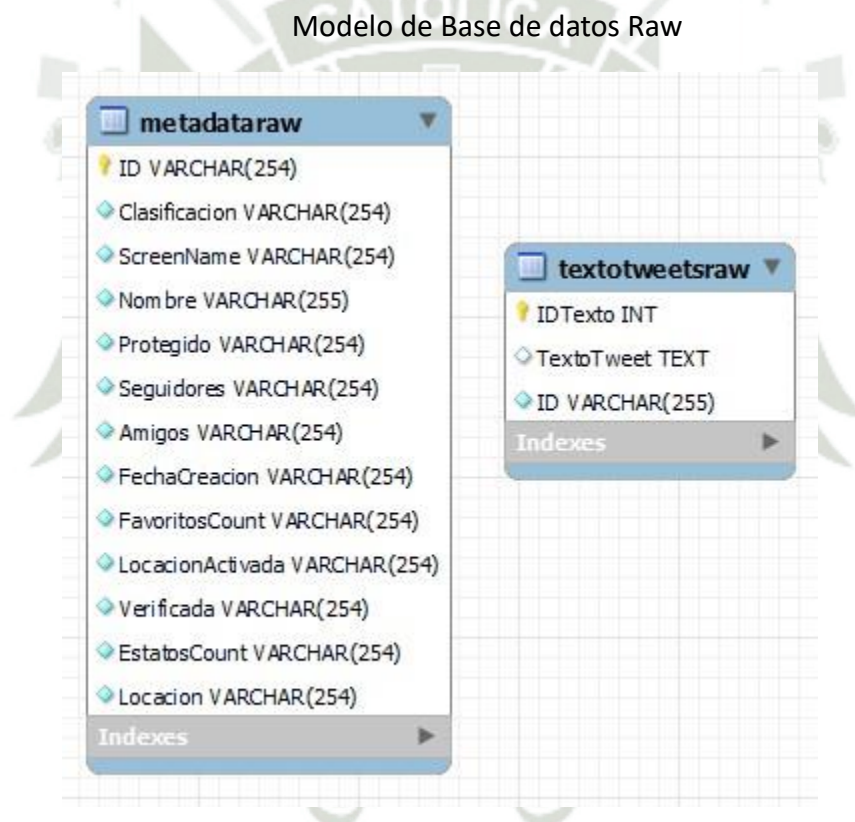 CATOLICA
Modelo de Base de datos Raw
metadataraw
ID VARCHAR(254)
Clasificacion VARCHAR(254)
ScreenName VARCHAR(254)
Nombre VARCHAR(255)
Protegido VARCHAR(254)
Seguidores VARCHAR(254)
Amigos VARCHAR(254)
FechaCreacion VARCHAR(254)
FavoritosCount VARCHAR(254)
LocacionActivada VARCHAR(254)
Verificada VARCHAR(254)
EstatosCount VARCHAR(254)
Locacion VARCHAR(254)
Indexes
textotweetsraw
IDTexto INT
TextoTweet TEXT
ID VARCHAR(255)
Indexes